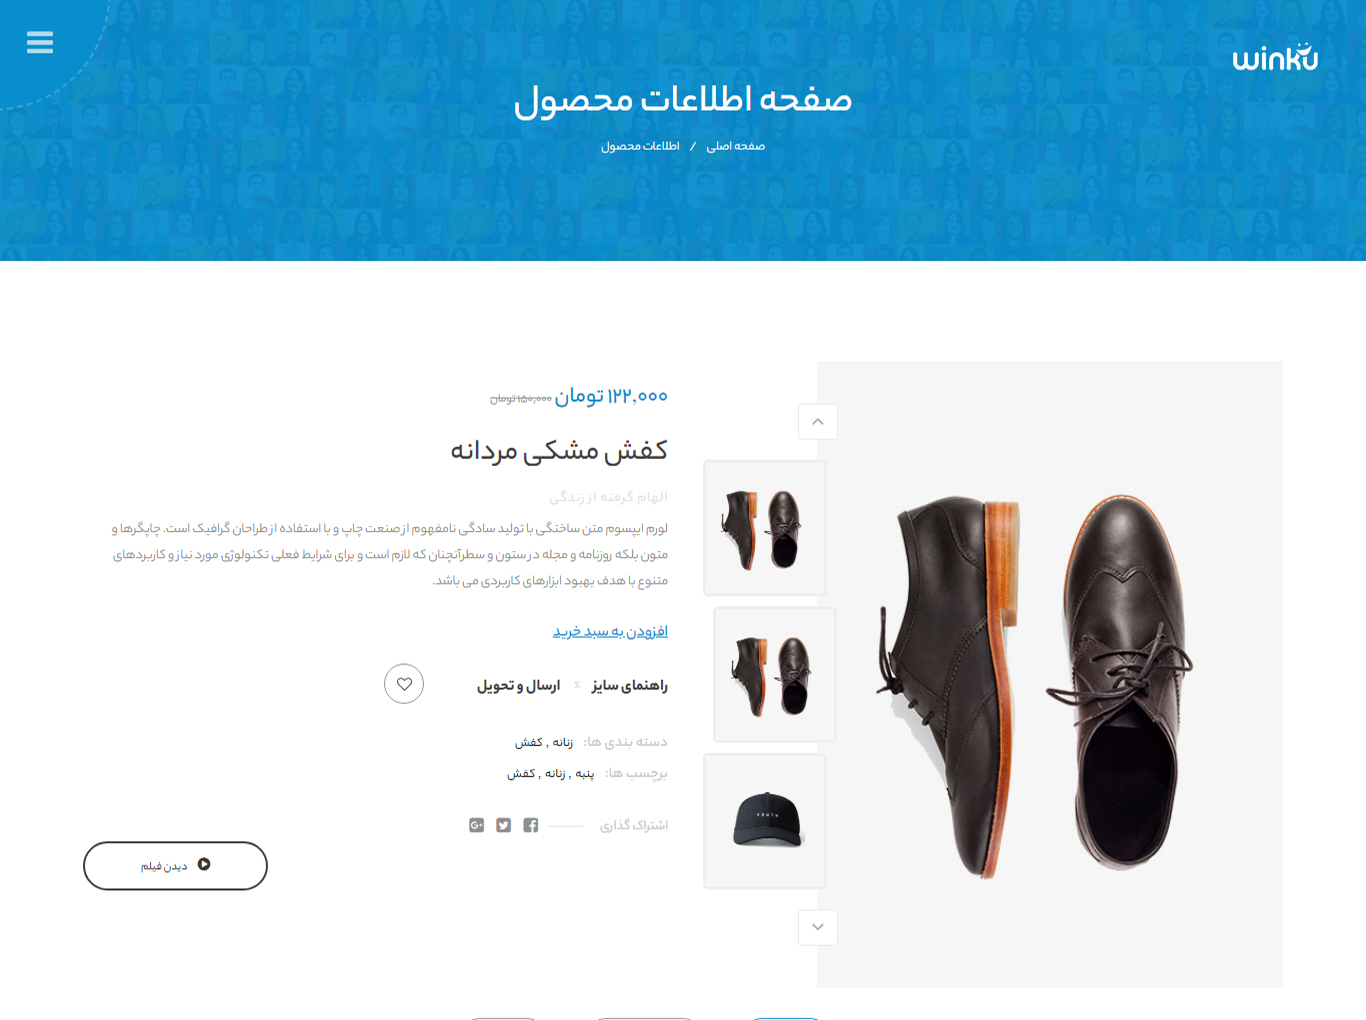 winku
صفحه اطلاعات محصول
صفحه اصلی / اطلاعات محصول
۱۲۲,۰۰۰ تومان ۱۵۰,۰۰۰ تومان
کفش مشکی مردانه
الهام گرفته از زندگی
لورم ایپسوم متن ساختگی با تولید سادگی نامفهوم از صنعت چاپ و با استفاده از طراحان گرافیک است. چاپگرها و
متون بلکه روزنامه و مجله در ستون و سطرآنچنان که لازم است و برای شرایط فعلی تکنولوژی مورد نیاز و کاربردهای
متنوع با هدف بهبود ابزارهای کاربردی می باشد.
افزودن به سبد خرید
راهنمای سایز
ارسال و تحویل
دسته بندی ها: زنانه , کفش
برچسب ها: پنبه , زنانه , کفش
اشتراک گذاری
دیدن فیلم